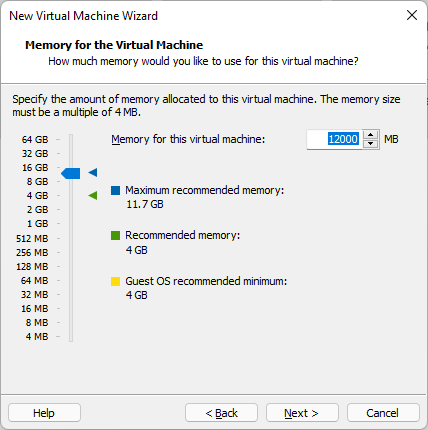 New Virtual Machine Wizard
Memory for the Virtual Machine
How much memory would you like to use for this virtual machine?
Specify the amount of memory allocated to this virtual machine. The memory size
must be a multiple of 4 MB.
Memory for this virtual machine: 12000 MB
64 GB
32 GB
16 GB
8 GB
4 GB
2 GB
1 GB
512 MB
256 MB
128 MB
64 MB
32 MB
16 MB
8 MB
4 MB
Maximum recommended memory:
11.7 GB
Recommended memory:
4 GB
Guest OS recommended minimum:
4 GB
Help
< Back
Next >
Cancel